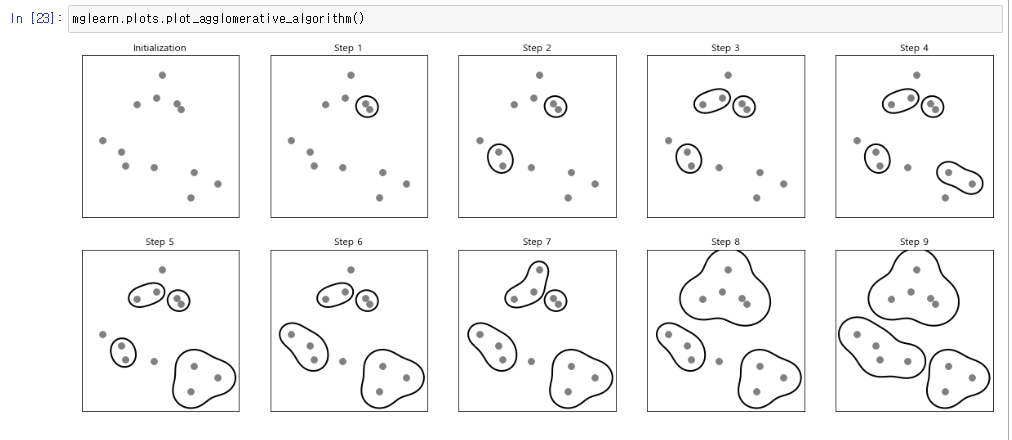 In [23]: mglearn.plots.plot_agglomerative_algorithm()
Initialization Step 1 Step 2 Step 3 Step 4
Step 5 Step 6 Step 7 Step 8 Step 9